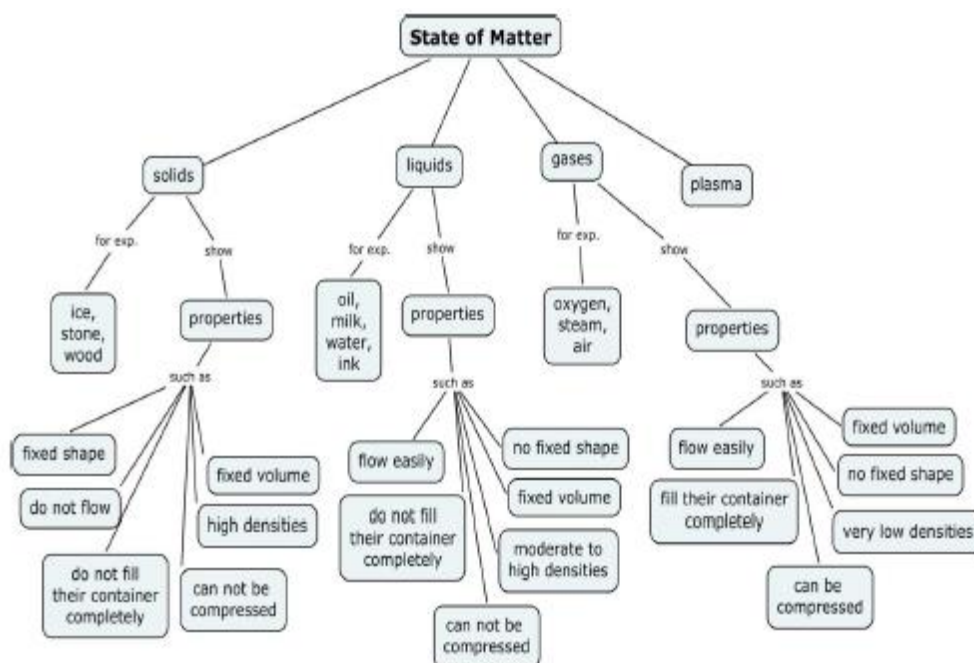 State of Matter
solids
liquids
gases
plasma
for exp.
show
for exp.
show
for exp.
show
ice,
stone,
wood
properties
oil,
milk,
water,
ink
properties
oxygen,
steam,
air
properties
such as
such as
such as
fixed shape
do not flow
do not fill
their container
completely
can not be
compressed
high densities
fixed volume
flow easily
do not fill
their container
completely
can not be
compressed
moderate to
high densities
fixed volume
no fixed shape
flow easily
fill their container
completely
can be
compressed
very low densities
no fixed shape
fixed volume